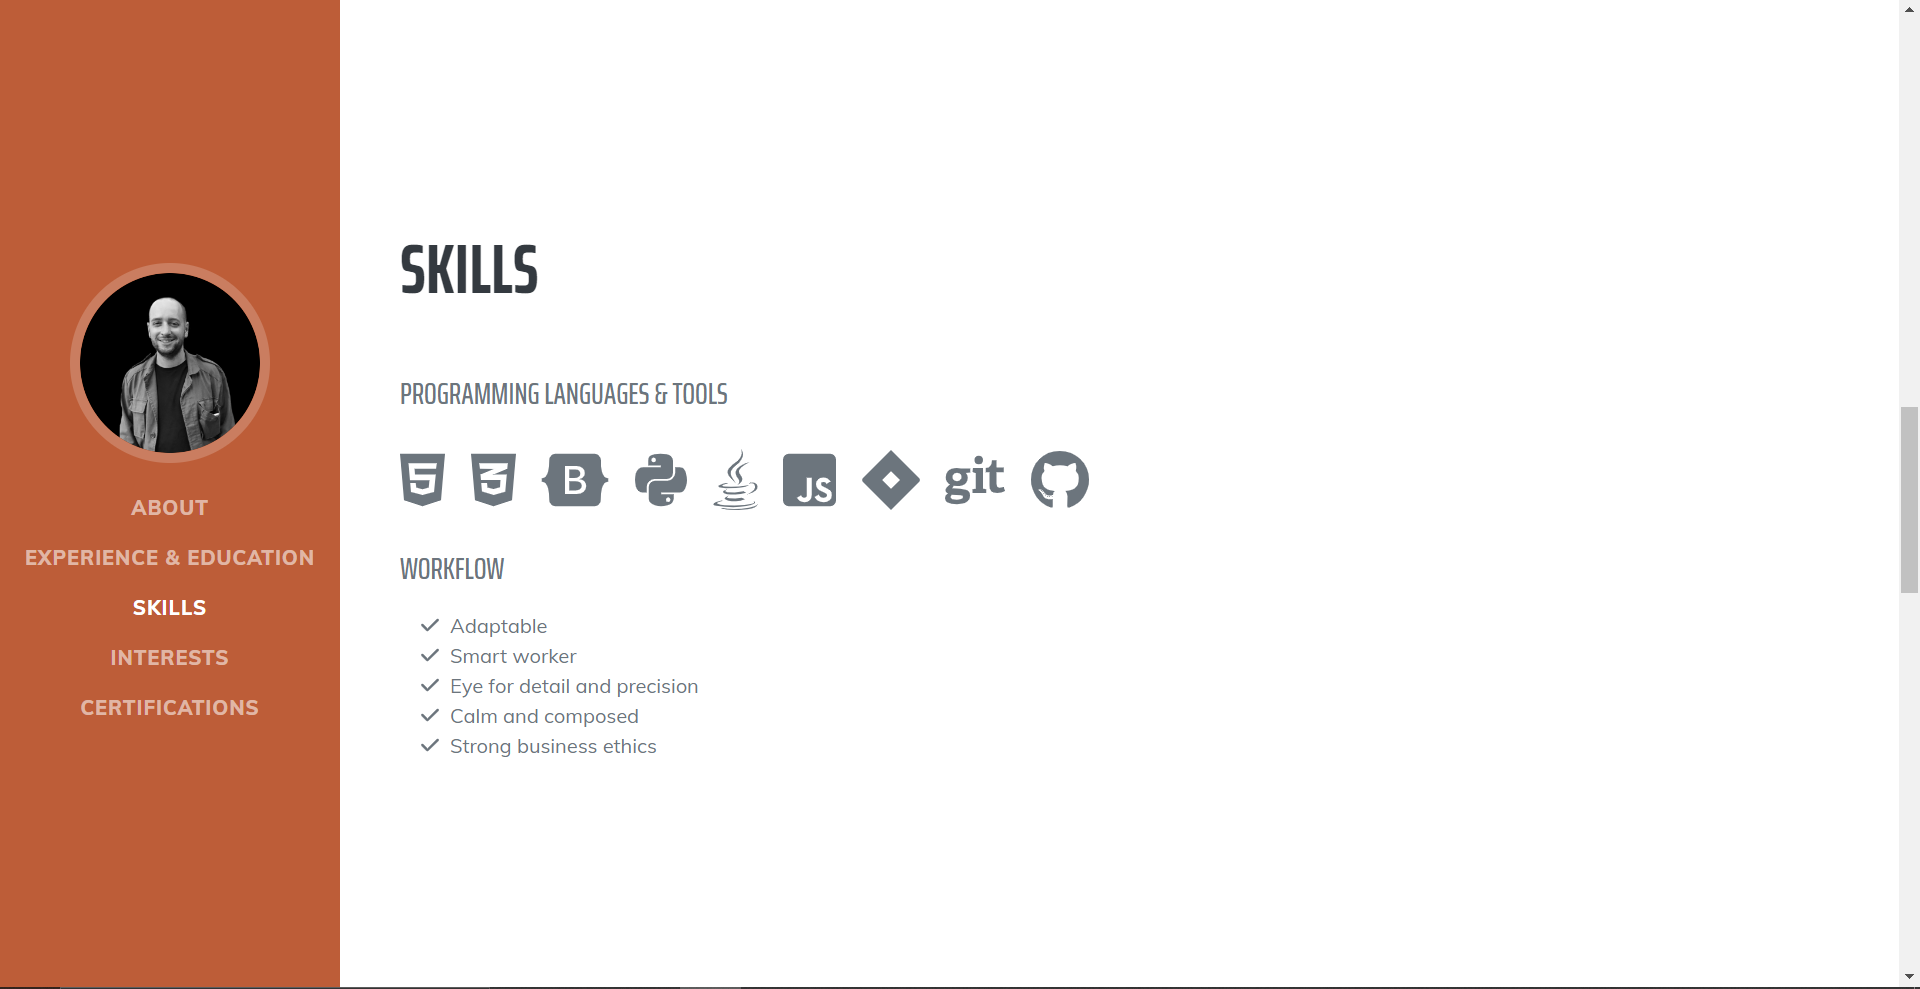 ABOUT
EXPERIENCE & EDUCATION
SKILLS
INTERESTS
CERTIFICATIONS
SKILLS
PROGRAMMING LANGUAGES & TOOLS
5 3 B JS git
WORKFLOW
Adaptable
Smart worker
Eye for detail and precision
Calm and composed
Strong business ethics